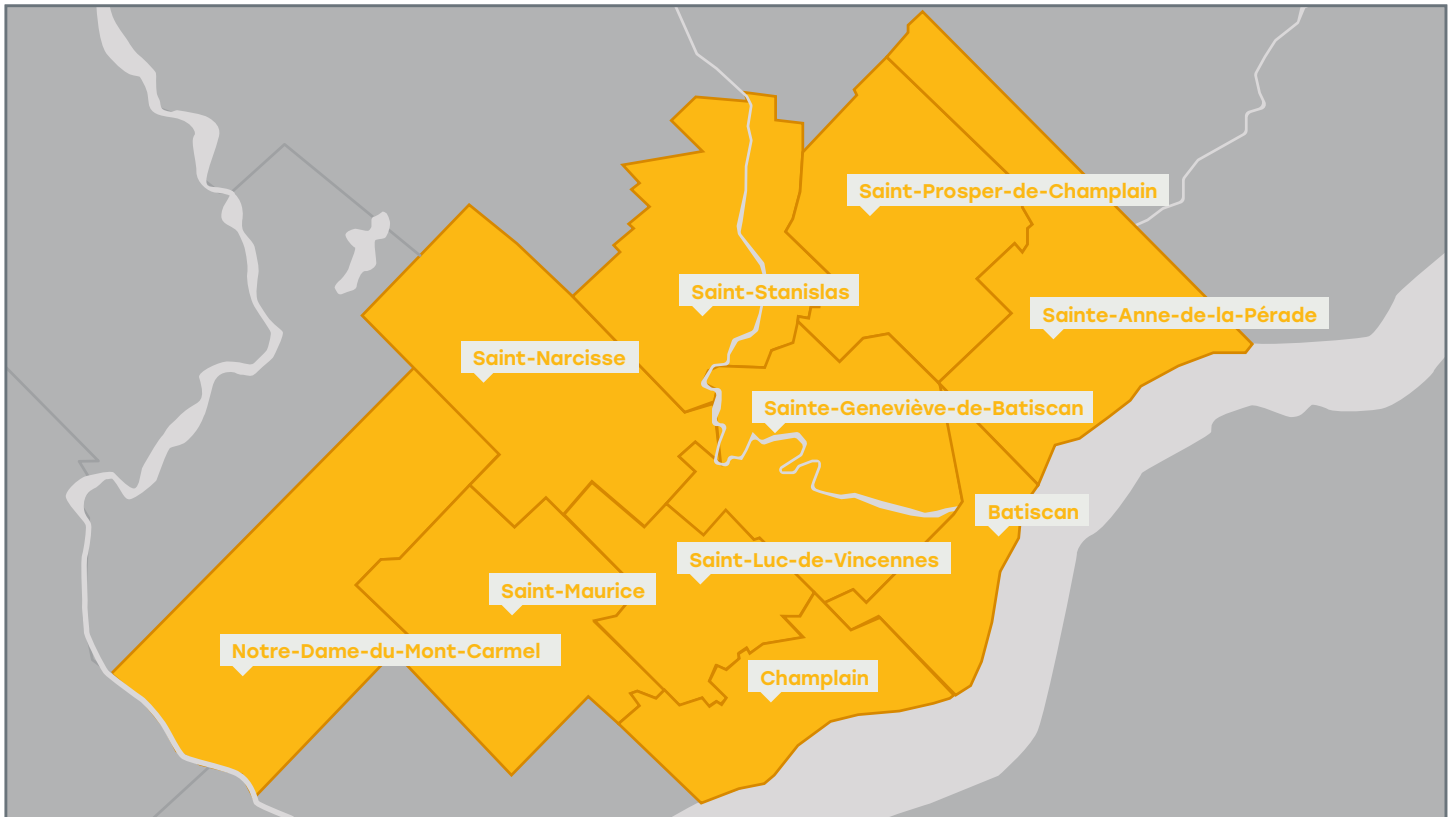 Saint-Prosper-de-Champlain
Saint-Stanislas
Sainte-Anne-de-la-Pérade
Saint-Narcisse
Sainte-Geneviève-de-Batiscan
Batiscan
Saint-Luc-de-Vincennes
Saint-Maurice
Notre-Dame-du-Mont-Carmel
Champlain